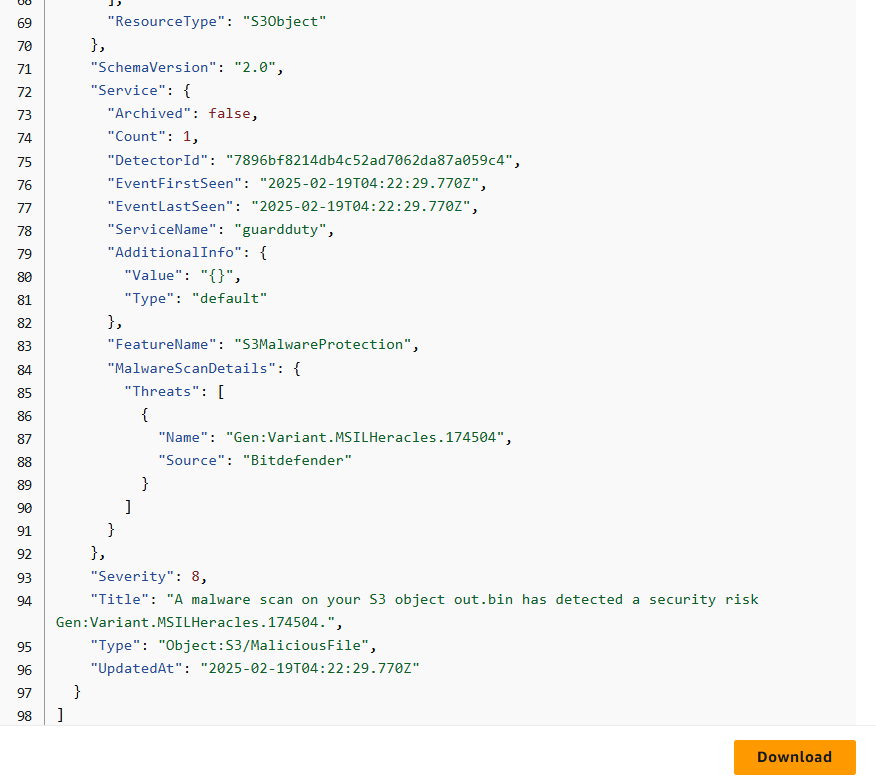 68       ],
69       "ResourceType": "S3Object"
70     },
71     "SchemaVersion": "2.0",
72     "Service": {
73       "Archived": false,
74       "Count": 1,
75       "DetectorId": "7896bf8214db4c52ad7062da87a059c4",
76       "EventFirstSeen": "2025-02-19T04:22:29.770Z",
77       "EventLastSeen": "2025-02-19T04:22:29.770Z",
78       "ServiceName": "guardduty",
79       "AdditionalInfo": {
80         "Value": "{}",
81         "Type": "default"
82       },
83       "FeatureName": "S3MalwareProtection",
84       "MalwareScanDetails": {
85         "Threats": [
86           {
87             "Name": "Gen:Variant.MSILHeracles.174504",
88             "Source": "Bitdefender"
89           }
90         ]
91       }
92     },
93     "Severity": 8,
94     "Title": "A malware scan on your S3 object out.bin has detected a security risk
Gen:Variant.MSILHeracles.174504.",
95     "Type": "Object:S3/MaliciousFile",
96     "UpdatedAt": "2025-02-19T04:22:29.770Z"
97   }
98 ]
Download